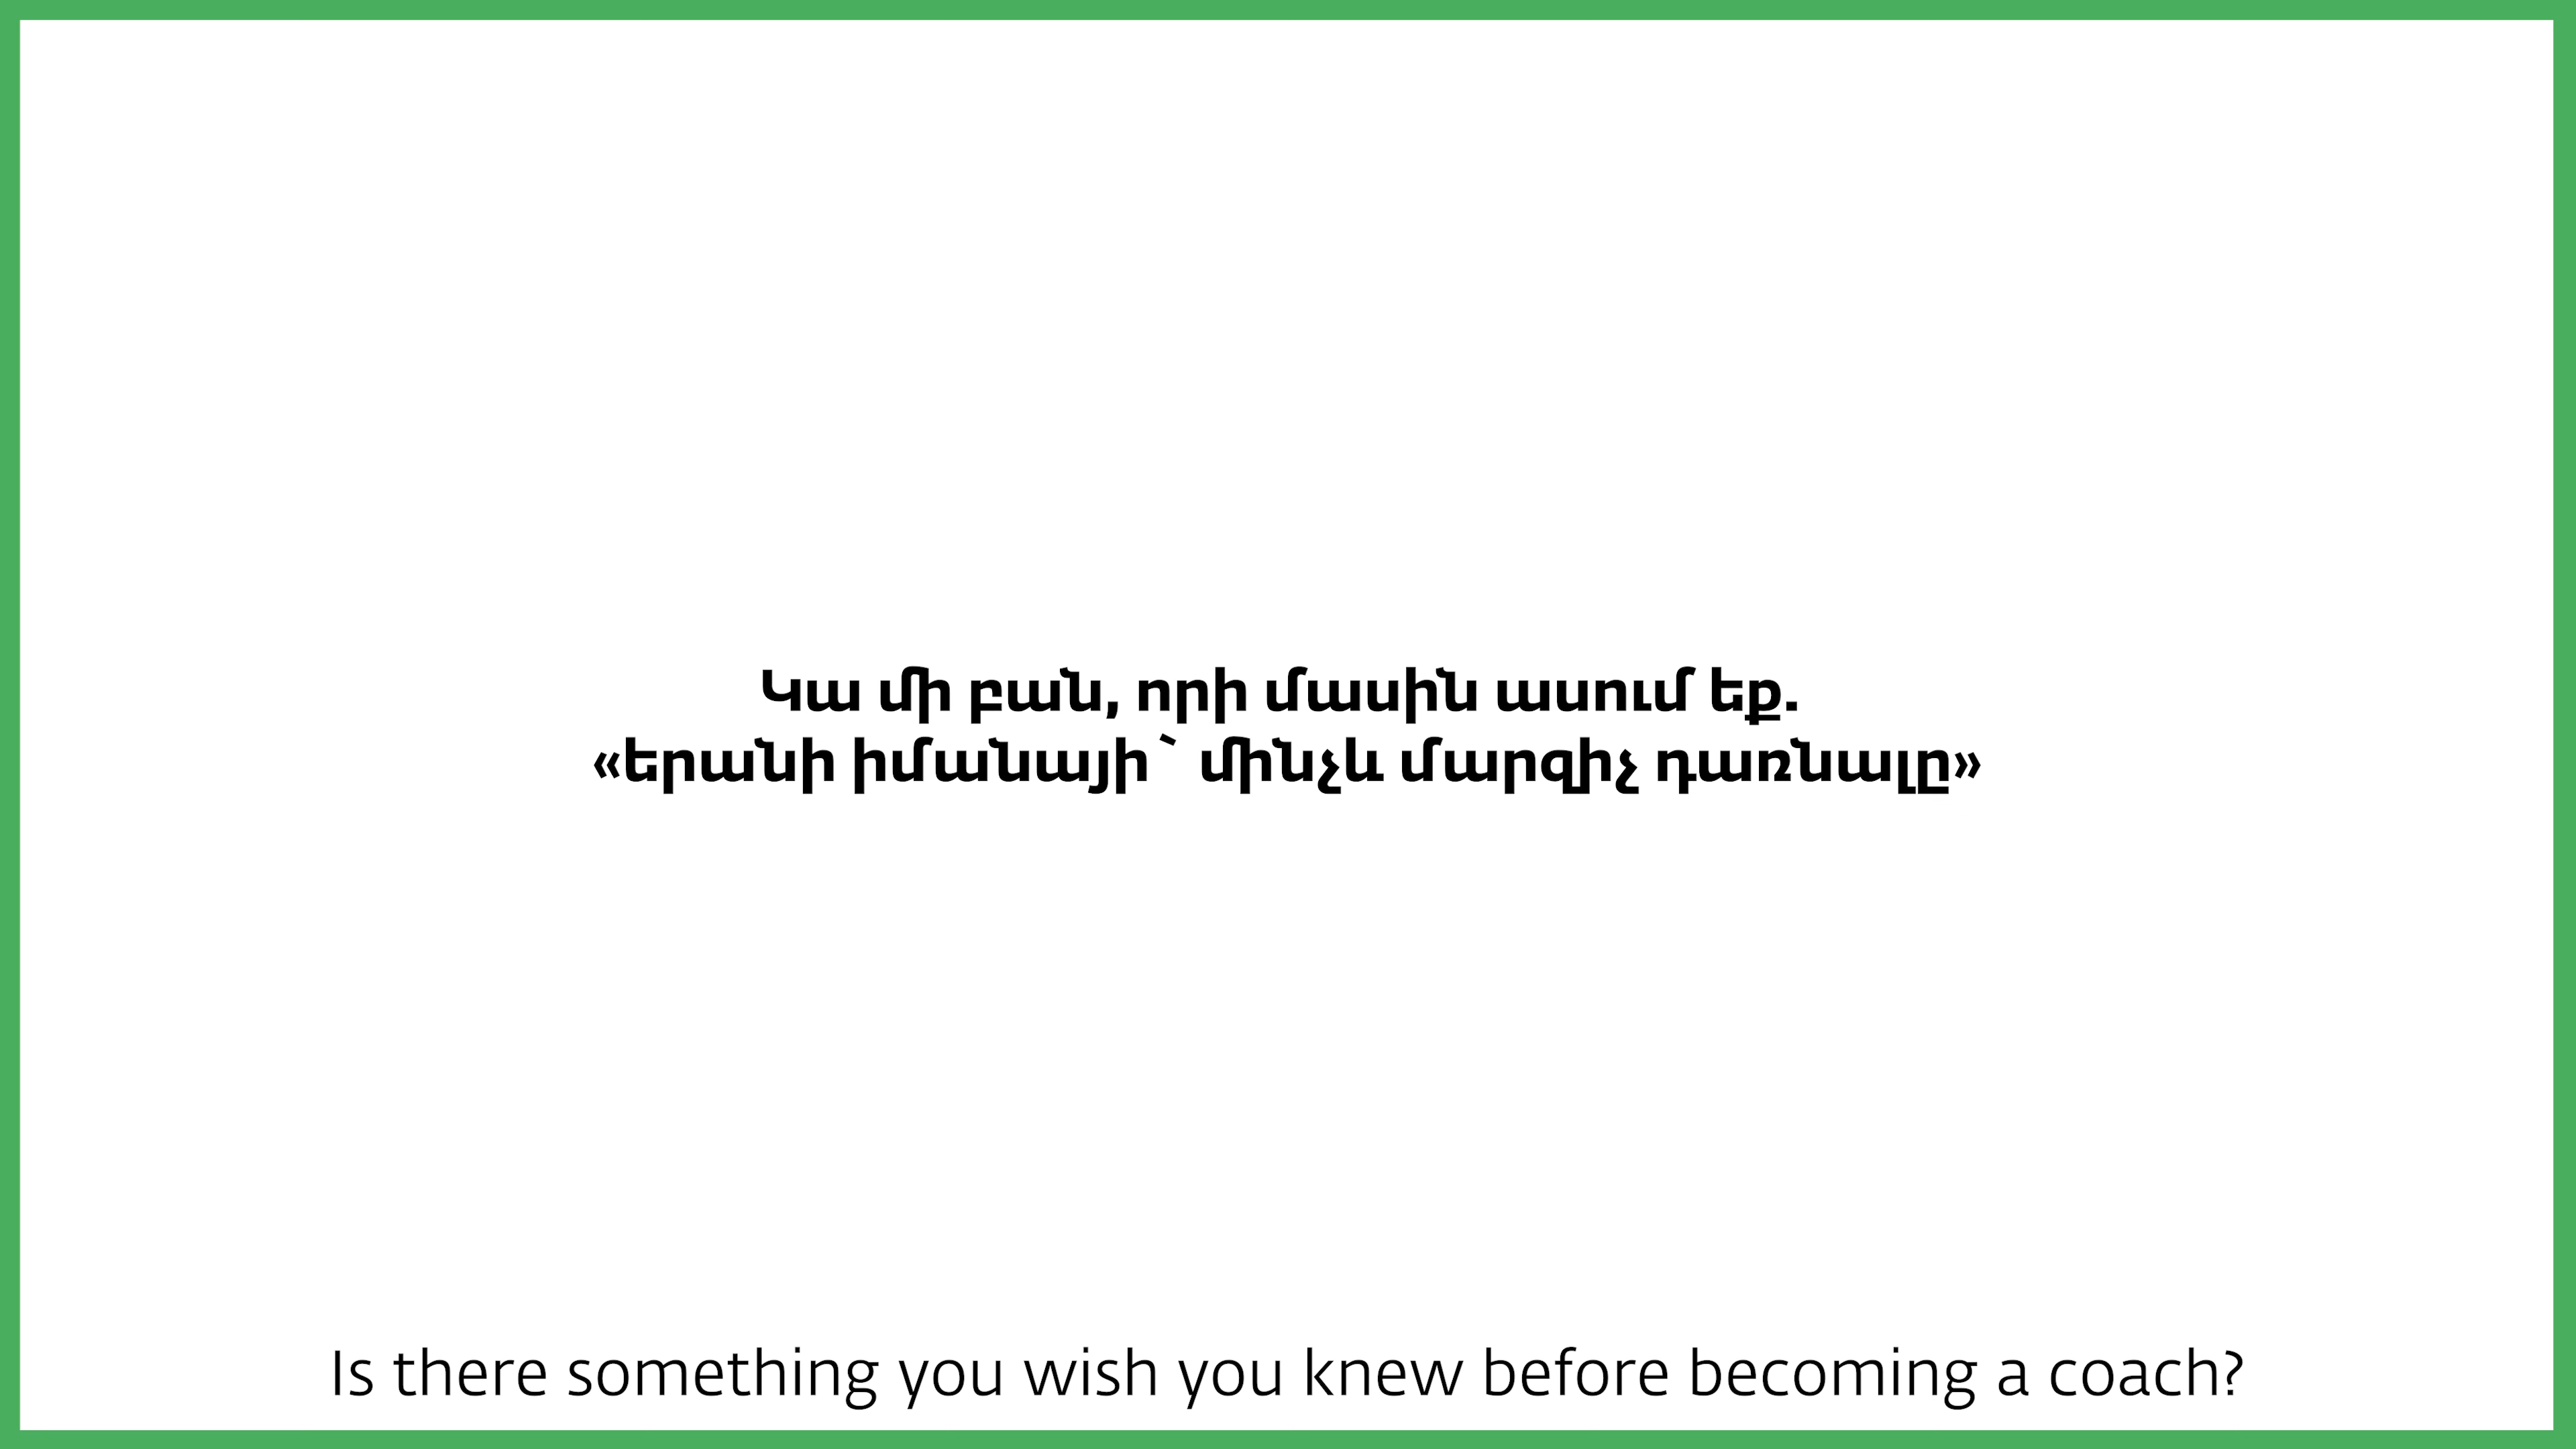 Կա մի բան, որի մասին ասում եք.
«երանի իմանայի` մինչև մարզիչ դառնալը»
Is there something you wish you knew before becoming a coach?